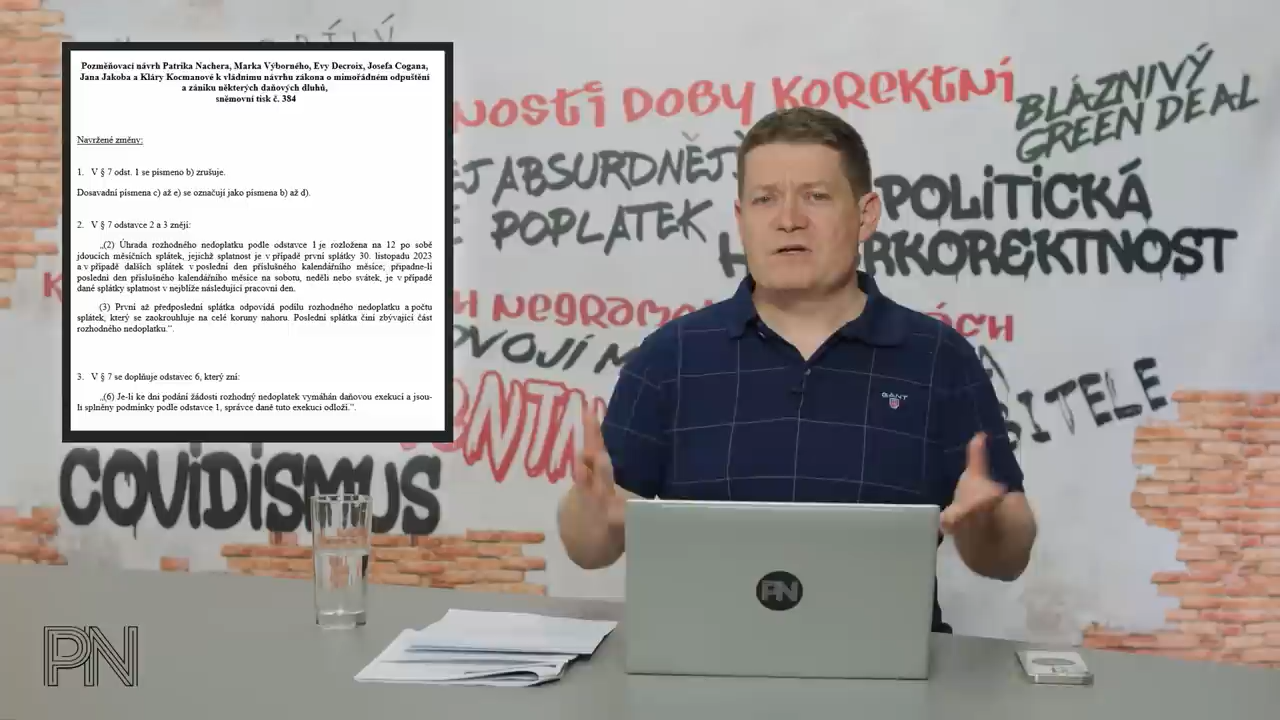 Pozměňovací návrh Patrika Nachera, Marka Výborného, Evy Decroix, Josefa Cogana,
Jana Jakoba a Kláry Kocmanové k vládnímu návrhu zákona o mimořádném odpuštění
a zániku některých daňových dluhů,
sněmovní tisk č. 384
Navržené změny:
1. V § 7 odst. 1 se písmeno b) zrušuje.
Dosavadní písmena c) až e) se označují jako písmena b) až d).
2. V § 7 odstavce 2 a 3 znějí:
„(2) Úhrada rozhodného nedoplatku podle odstavce 1 je rozložena na 12 po sobě
jdoucích měsíčních splátek, jejichž splatnost je v případě první splátky 30. listopadu 2023
a v případě dalších splátek v poslední den příslušného kalendářního měsíce; připadne-li
poslední den příslušného kalendářního měsíce na sobotu, neděli nebo svátek, je v případě
dané splátky splatnost v nejblíže následující pracovní den.
(3) První až předposlední splátka odpovídá podílu rozhodného nedoplatku a počtu
splátek, který se zaokrouhluje na celé koruny nahoru. Poslední splátka činí zbývající část
rozhodného nedoplatku.“.
3. V § 7 se doplňuje odstavec 6, který zní:
„(6) Je-li ke dni podání žádosti rozhodný nedoplatek vymáhán daňovou exekucí a jsou-
li splněny podmínky podle odstavce 1, správce daně tuto exekuci odloží.“.
NOSTÍ DOBY KOREKTNÍ
BLÁZNIVÝ
GREEN DEAL
ABSURDNĚJ
POPLATEK
POLITICKÁ
RKOREKTNOST
NEGRAM
VOJÍ M
SITELE
COVIDISMUS
GANT
PN
PN